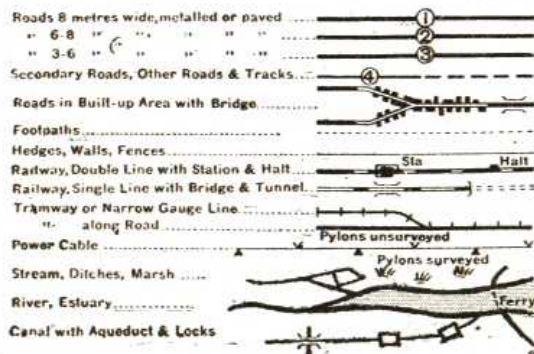 Roads 8 metres wide, metalled or paved ①
" 6-8 " " " " " ②
" 3-6 " " " " " ③
Secondary Roads, Other Roads & Tracks ④
Roads in Built-up Area with Bridge
Footpaths
Hedges, Walls, Fences
Sta Halt
Railway, Double Line with Station & Halt
Railway, Single Line with Bridge & Tunnel
Tramway or Narrow Gauge Line
" along Road
Pylons unsurveyed
Power Cable
Pylons surveyed
Stream, Ditches, Marsh
River, Estuary
Ferry
Canal with Aqueduct & Locks